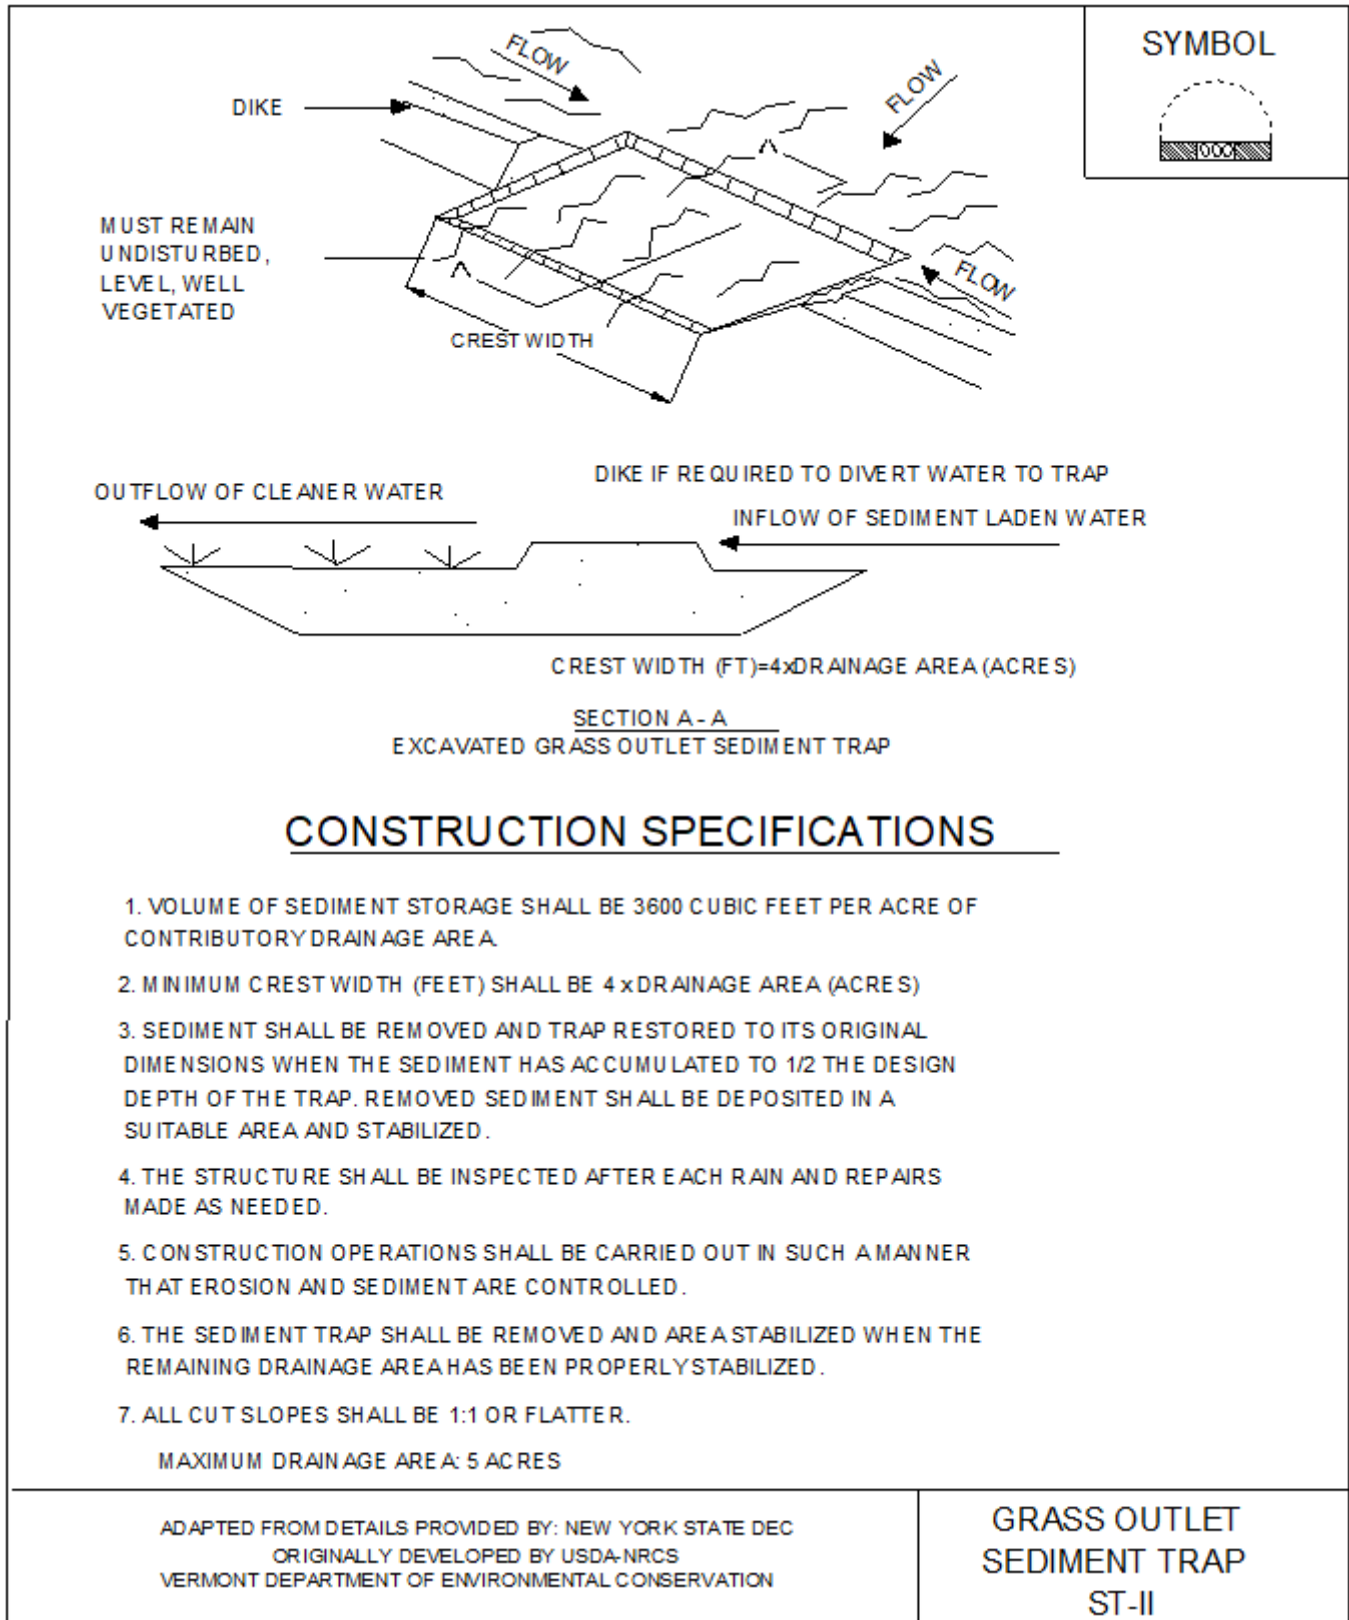 SYMBOL
FLOW
FLOW
DIKE
A
MUST REMAIN
UNDISTURBED,
LEVEL, WELL
VEGETATED
A
FLOW
CREST WIDTH
DIKE IF REQUIRED TO DIVERT WATER TO TRAP
OUTFLOW OF CLEANER WATER
INFLOW OF SEDIMENT LADEN WATER
CREST WIDTH (FT)=4xDRAINAGE AREA (ACRES)
SECTION A - A
EXCAVATED GRASS OUTLET SEDIMENT TRAP
CONSTRUCTION SPECIFICATIONS
1. VOLUME OF SEDIMENT STORAGE SHALL BE 3600 CUBIC FEET PER ACRE OF
CONTRIBUTORY DRAINAGE AREA.
2. MINIMUM CREST WIDTH (FEET) SHALL BE 4 x DRAINAGE AREA (ACRES)
3. SEDIMENT SHALL BE REMOVED AND TRAP RESTORED TO ITS ORIGINAL
DIMENSIONS WHEN THE SEDIMENT HAS ACCUMULATED TO 1/2 THE DESIGN
DEPTH OF THE TRAP. REMOVED SEDIMENT SHALL BE DEPOSITED IN A
SUITABLE AREA AND STABILIZED.
4. THE STRUCTURE SHALL BE INSPECTED AFTER EACH RAIN AND REPAIRS
MADE AS NEEDED.
5. CONSTRUCTION OPERATIONS SHALL BE CARRIED OUT IN SUCH A MANNER
THAT EROSION AND SEDIMENT ARE CONTROLLED.
6. THE SEDIMENT TRAP SHALL BE REMOVED AND AREA STABILIZED WHEN THE
REMAINING DRAINAGE AREA HAS BEEN PROPERLY STABILIZED.
7. ALL CUT SLOPES SHALL BE 1:1 OR FLATTER.
MAXIMUM DRAINAGE AREA: 5 ACRES
ADAPTED FROM DETAILS PROVIDED BY: NEW YORK STATE DEC
ORIGINALLY DEVELOPED BY USDA-NRCS
VERMONT DEPARTMENT OF ENVIRONMENTAL CONSERVATION
GRASS OUTLET
SEDIMENT TRAP
ST-II